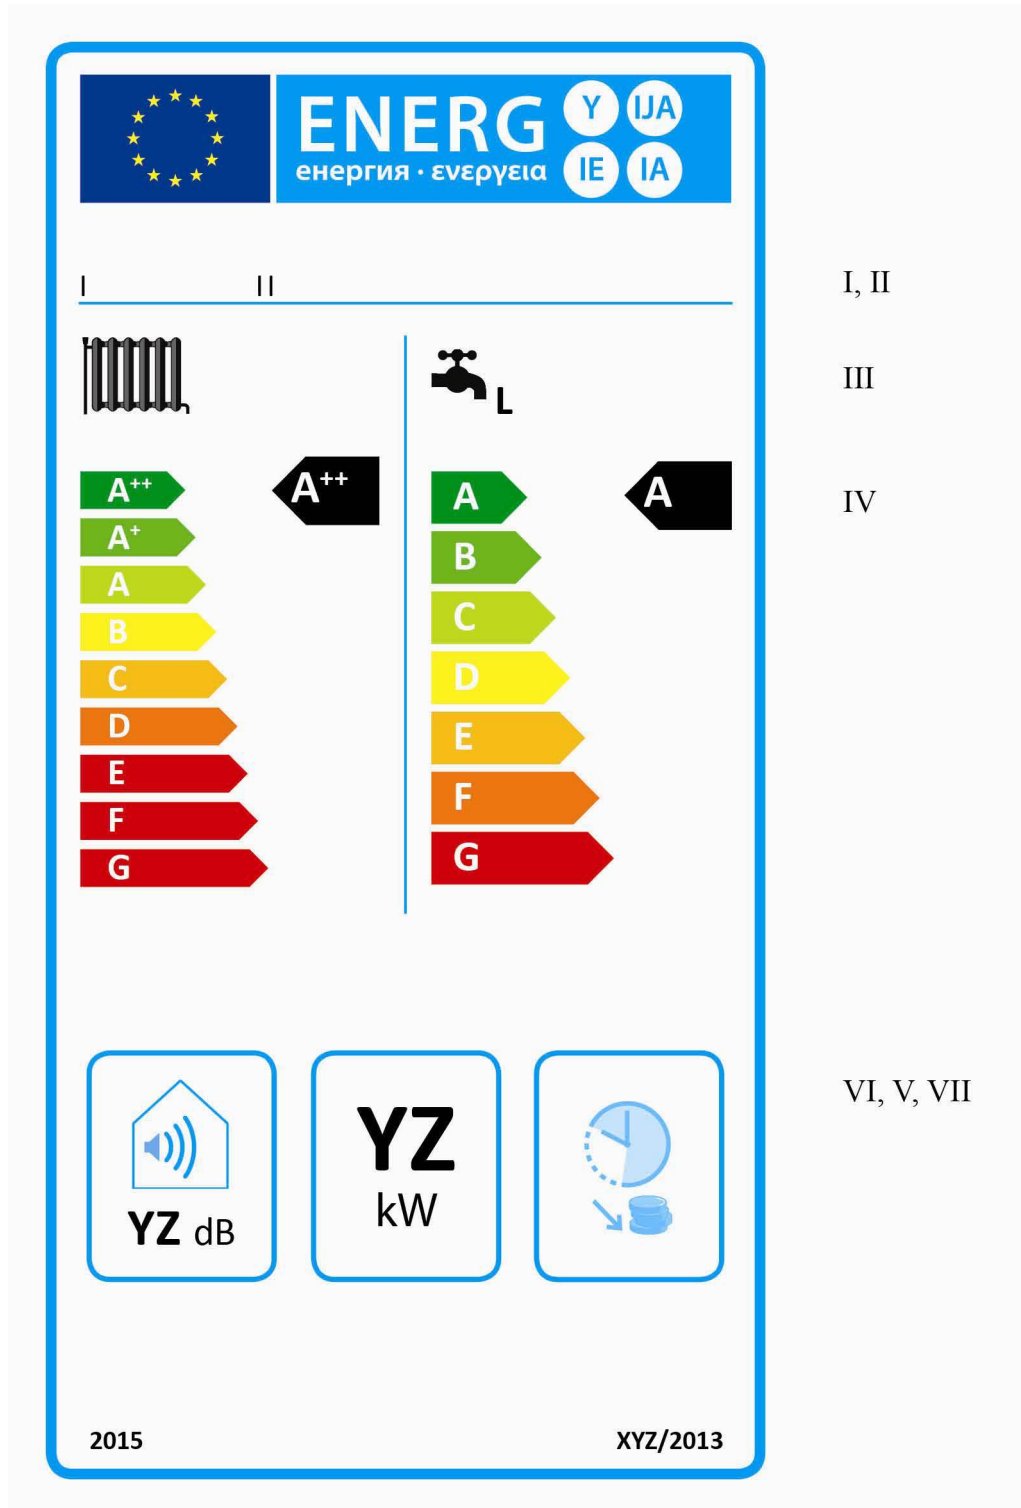 ENERG Y IJA
енергия · ενεργεια IE IA
I II
I, II
III
L
A++ A++ A A
IV
A+
B
A
C
B
D
C
E
D
F
E
G
F
G
VI, V, VII
YZ dB
YZ
kW
2015 XYZ/2013